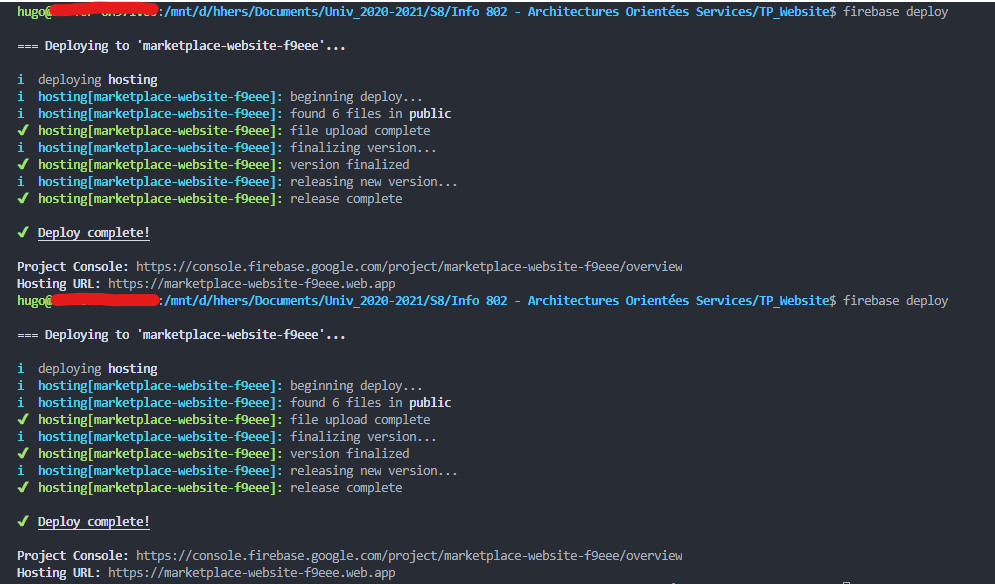 hugo@:/mnt/d/hhers/Documents/Univ_2020-2021/S8/Info 802 - Architectures Orientées Services/TP_Website$ firebase deploy
=== Deploying to 'marketplace-website-f9eee'...
i deploying hosting
i hosting[marketplace-website-f9eee]: beginning deploy...
i hosting[marketplace-website-f9eee]: found 6 files in public
✔ hosting[marketplace-website-f9eee]: file upload complete
i hosting[marketplace-website-f9eee]: finalizing version...
✔ hosting[marketplace-website-f9eee]: version finalized
i hosting[marketplace-website-f9eee]: releasing new version...
✔ hosting[marketplace-website-f9eee]: release complete
✔ Deploy complete!
Project Console: https://console.firebase.google.com/project/marketplace-website-f9eee/overview
Hosting URL: https://marketplace-website-f9eee.web.app
hugo@:/mnt/d/hhers/Documents/Univ_2020-2021/S8/Info 802 - Architectures Orientées Services/TP_Website$ firebase deploy
=== Deploying to 'marketplace-website-f9eee'...
i deploying hosting
i hosting[marketplace-website-f9eee]: beginning deploy...
i hosting[marketplace-website-f9eee]: found 6 files in public
✔ hosting[marketplace-website-f9eee]: file upload complete
i hosting[marketplace-website-f9eee]: finalizing version...
✔ hosting[marketplace-website-f9eee]: version finalized
i hosting[marketplace-website-f9eee]: releasing new version...
✔ hosting[marketplace-website-f9eee]: release complete
✔ Deploy complete!
Project Console: https://console.firebase.google.com/project/marketplace-website-f9eee/overview
Hosting URL: https://marketplace-website-f9eee.web.app